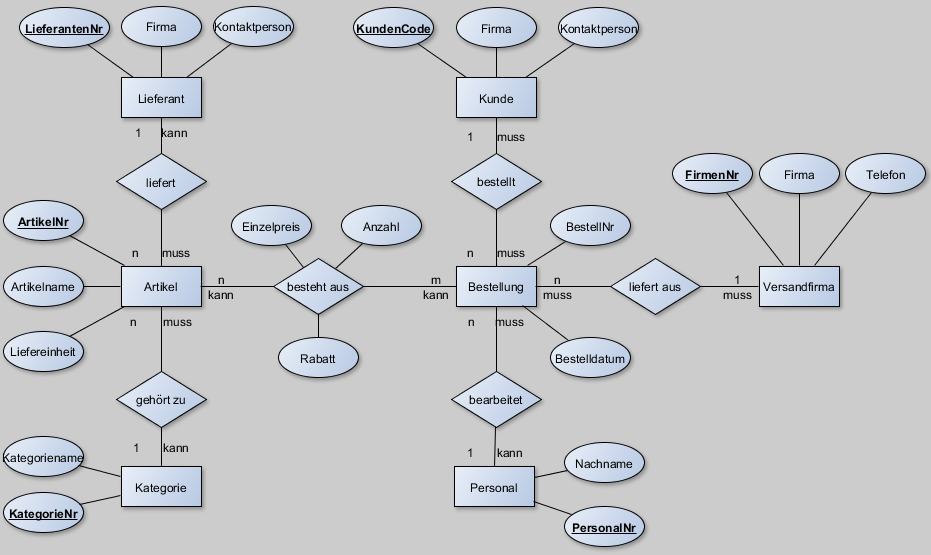 LieferantenNr Firma Kontaktperson KundenCode Firma Kontaktperson
Lieferant Kunde
1 kann 1 muss
liefert bestellt FirmenNr Firma Telefon
ArtikelNr Einzelpreis Anzahl BestellNr
n muss n muss
Artikelname Artikel n kann besteht aus m kann Bestellung n muss liefert aus 1 muss Versandfirma
n muss n muss
Liefereinheit Rabatt Bestelldatum
gehört zu bearbeitet
1 kann 1 kann
Kategoriename Nachname
Kategorie Personal
KategorieNr PersonalNr